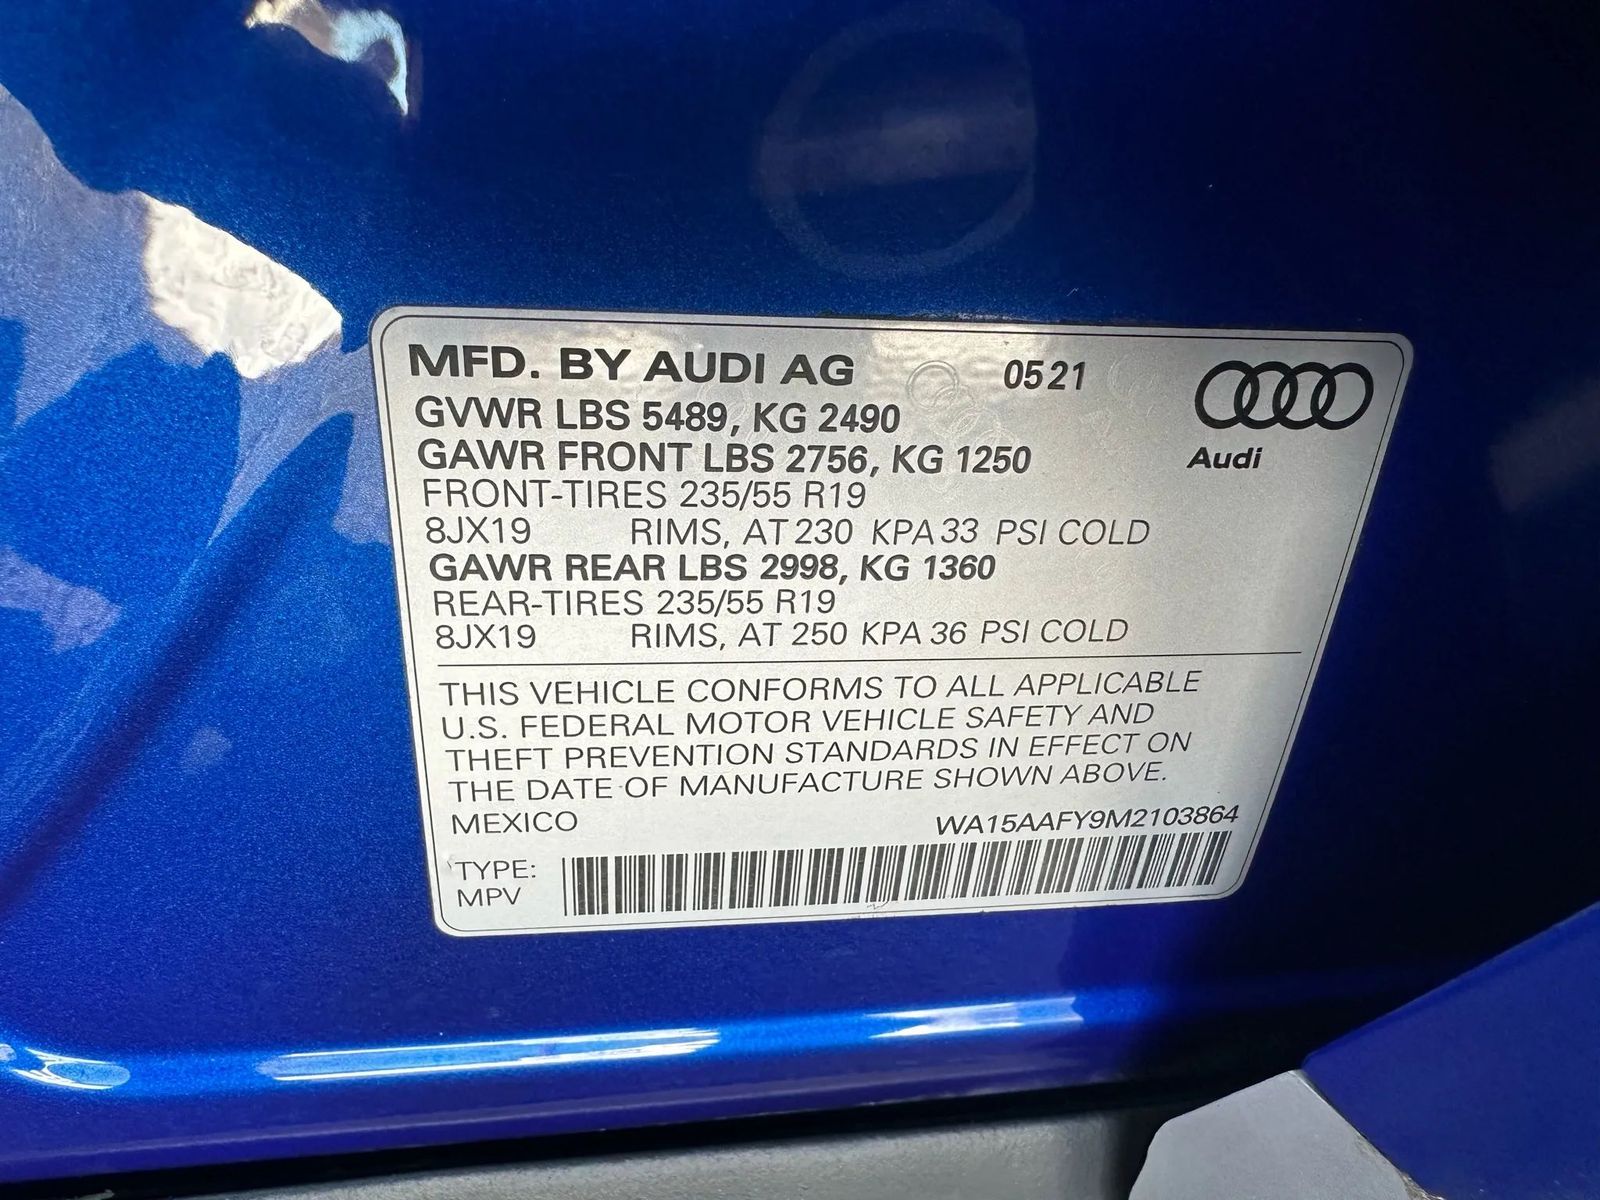 MFD. BY AUDI AG 05 21
GVWR LBS 5489, KG 2490
Audi
GAWR FRONT LBS 2756, KG 1250
FRONT-TIRES 235/55 R19
8JX19 RIMS, AT 230 KPA 33 PSI COLD
GAWR REAR LBS 2998, KG 1360
REAR-TIRES 235/55 R19
8JX19 RIMS, AT 250 KPA 36 PSI COLD
THIS VEHICLE CONFORMS TO ALL APPLICABLE
U.S. FEDERAL MOTOR VEHICLE SAFETY AND
THEFT PREVENTION STANDARDS IN EFFECT ON
THE DATE OF MANUFACTURE SHOWN ABOVE.
MEXICO WA15AAFY9M2103864
TYPE:
MPV